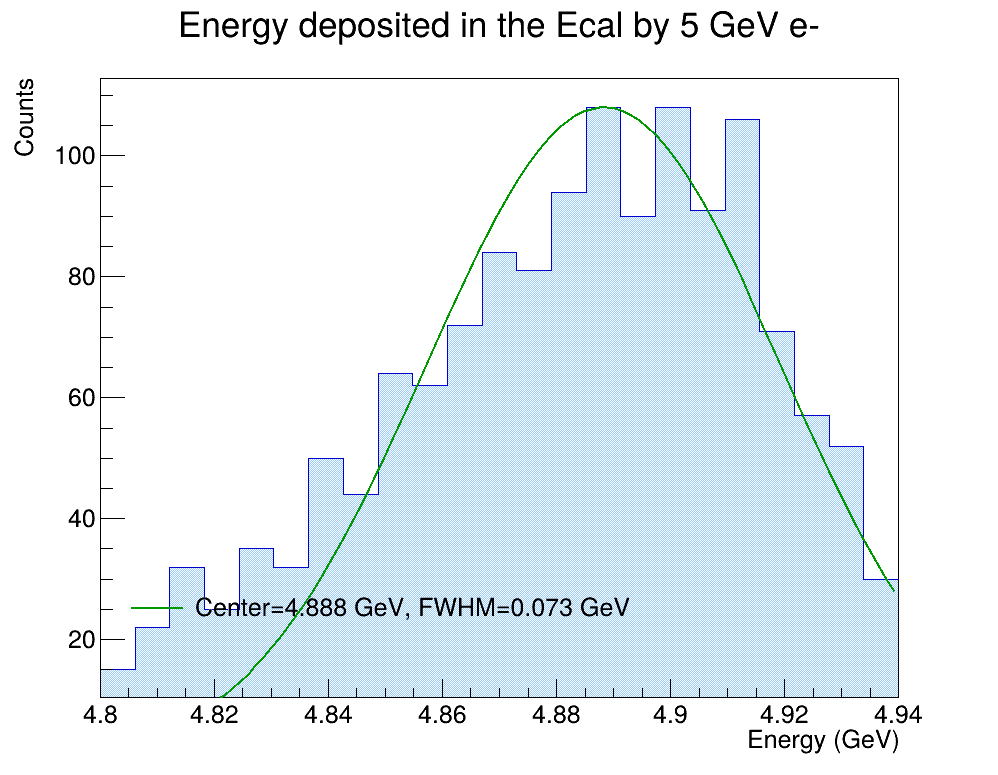 Energy deposited in the Ecal by 5 GeV e-
Counts
100
80
60
40
20
Center=4.888 GeV, FWHM=0.073 GeV
4.8 4.82 4.84 4.86 4.88 4.9 4.92 4.94
Energy (GeV)